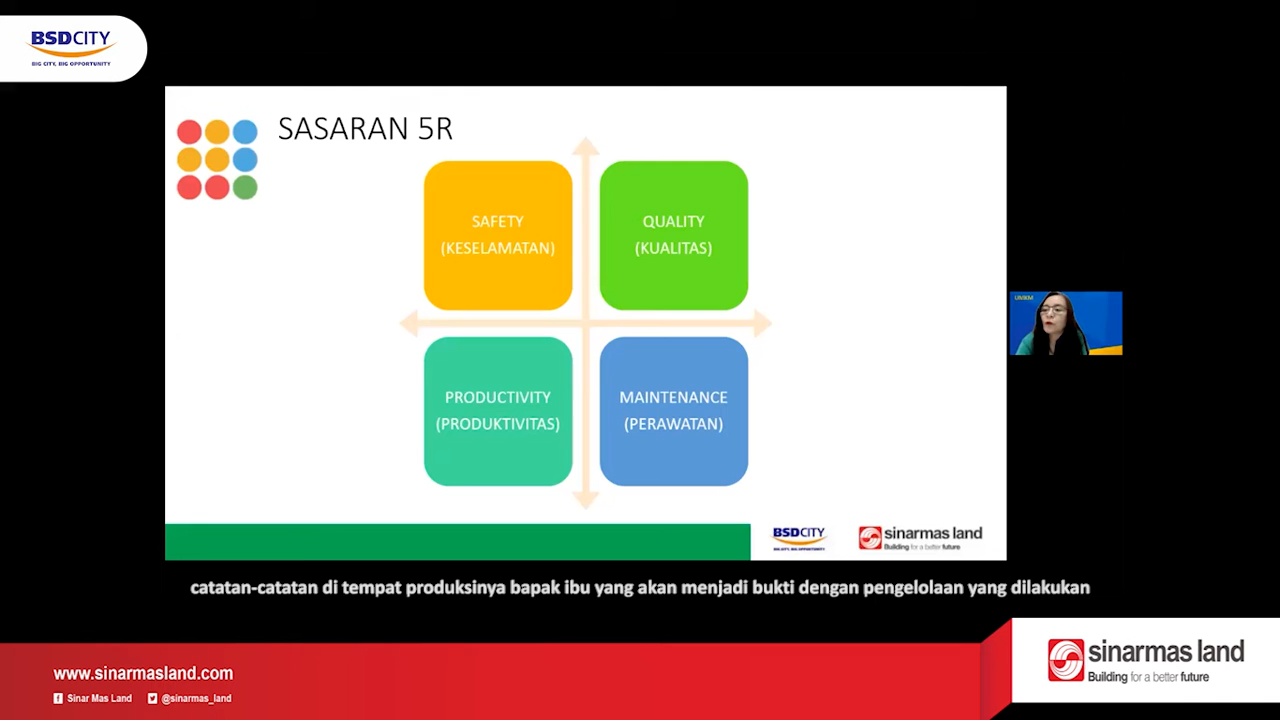 BSDCITY
BIG CITY, BIG OPPORTUNITY
SASARAN 5R
SAFETY
(KESELAMATAN)
QUALITY
(KUALITAS)
PRODUCTIVITY
(PRODUKTIVITAS)
MAINTENANCE
(PERAWATAN)
UMKM
BSDCITY
BIG CITY, BIG OPPORTUNITY
sinarmas land
Building for a better future
catatan-catatan di tempat produksinya bapak ibu yang akan menjadi bukti dengan pengelolaan yang dilakukan
www.sinarmasland.com
Sinar Mas Land
@sinarmas_land
sinarmas land
Building for a better future